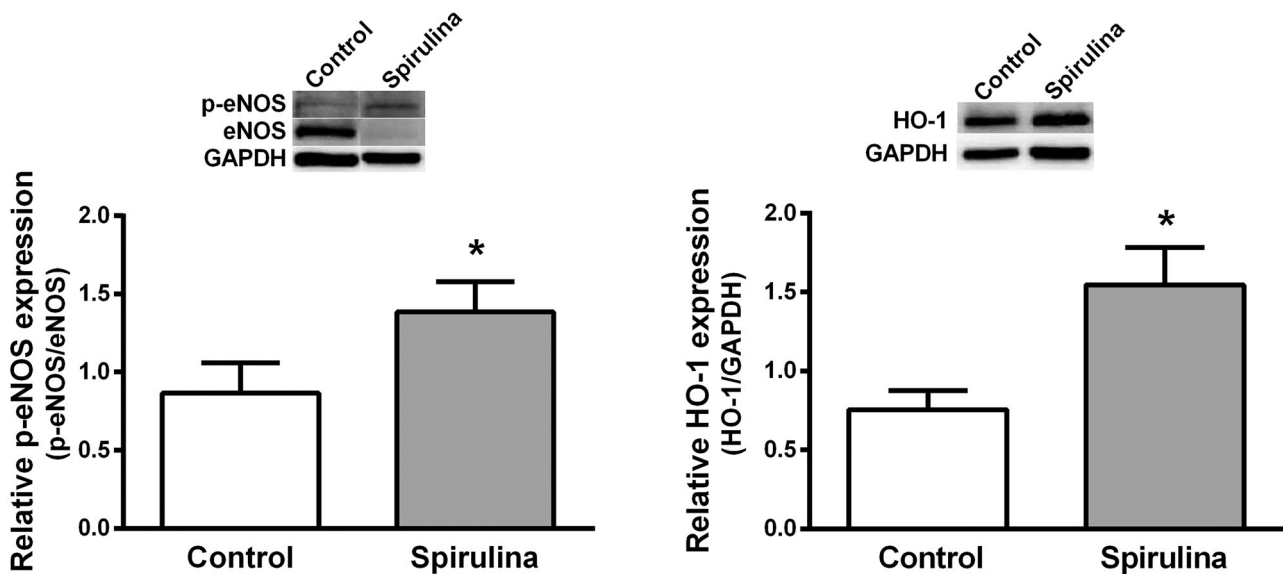 Control
Spirulina
p-eNOS
eNOS
GAPDH
Relative p-eNOS expression
(p-eNOS/eNOS)
2.0
1.5
1.0
0.5
0.0
*
Control
Spirulina
Control
Spirulina
HO-1
GAPDH
Relative HO-1 expression
(HO-1/GAPDH)
2.0
1.5
1.0
0.5
0.0
*
Control
Spirulina